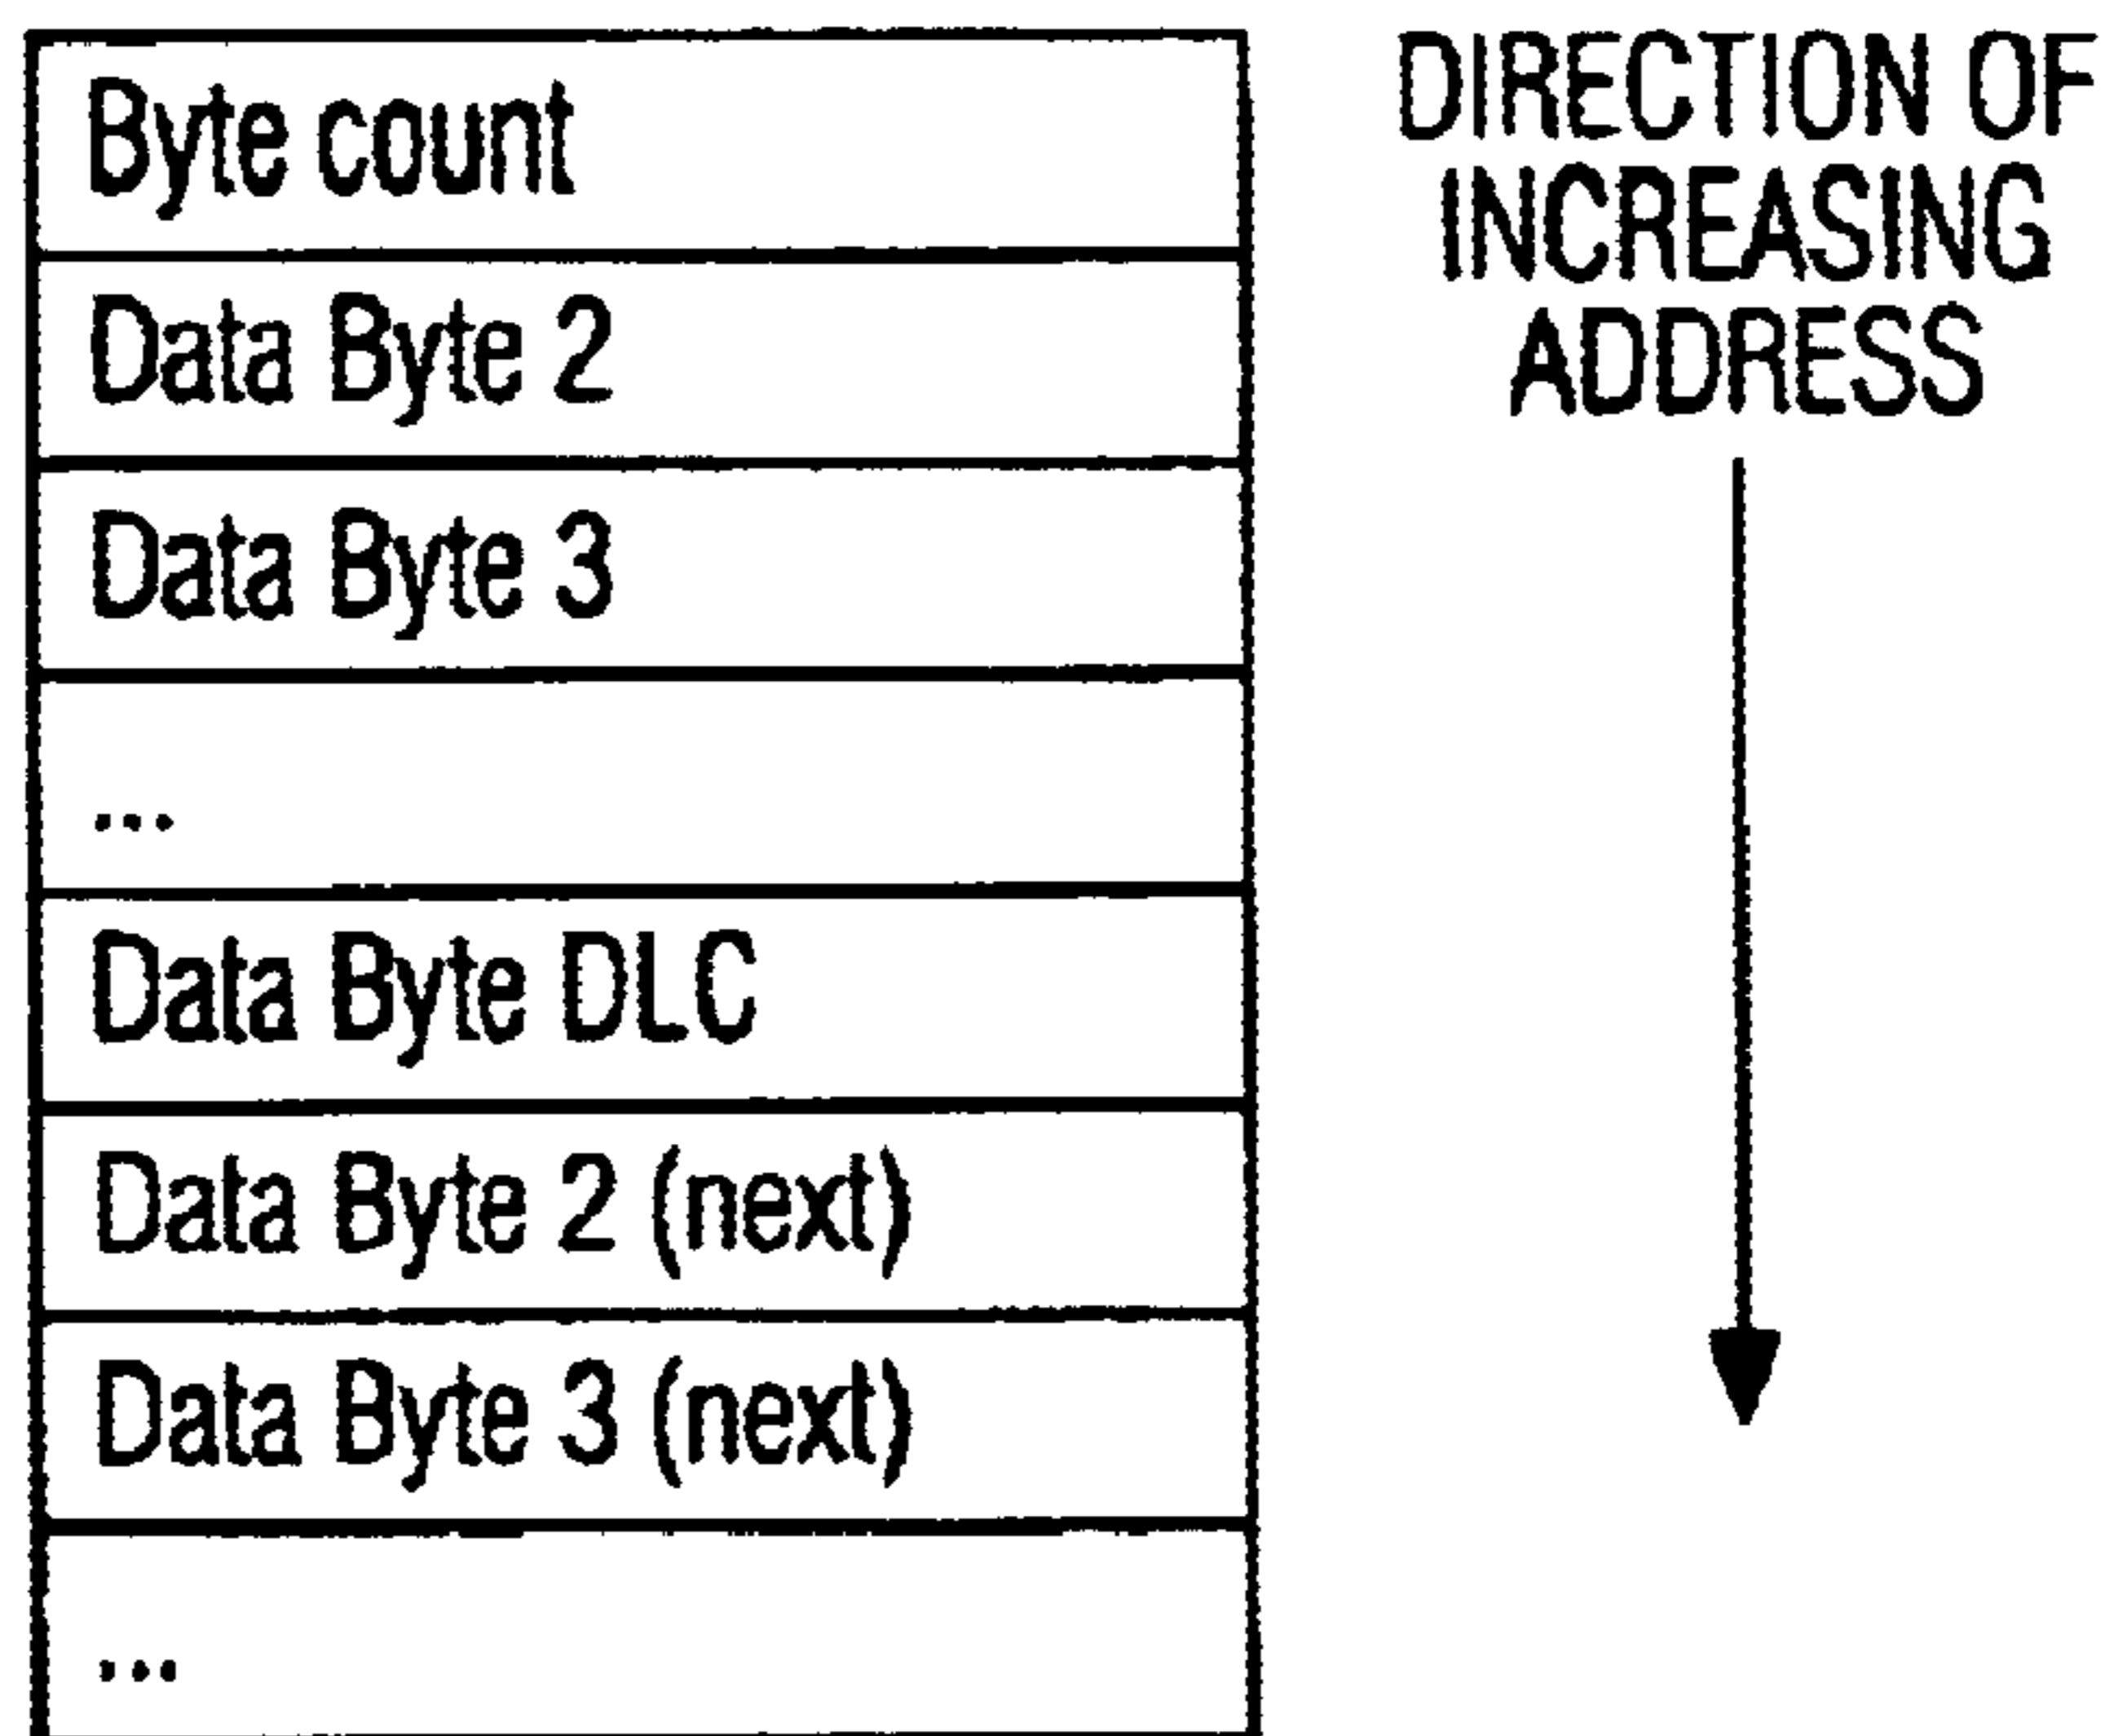 Byte count
Data Byte 2
Data Byte 3
...
Data Byte DLC
Data Byte 2 (next)
Data Byte 3 (next)
...
DIRECTION OF
INCREASING
ADDRESS